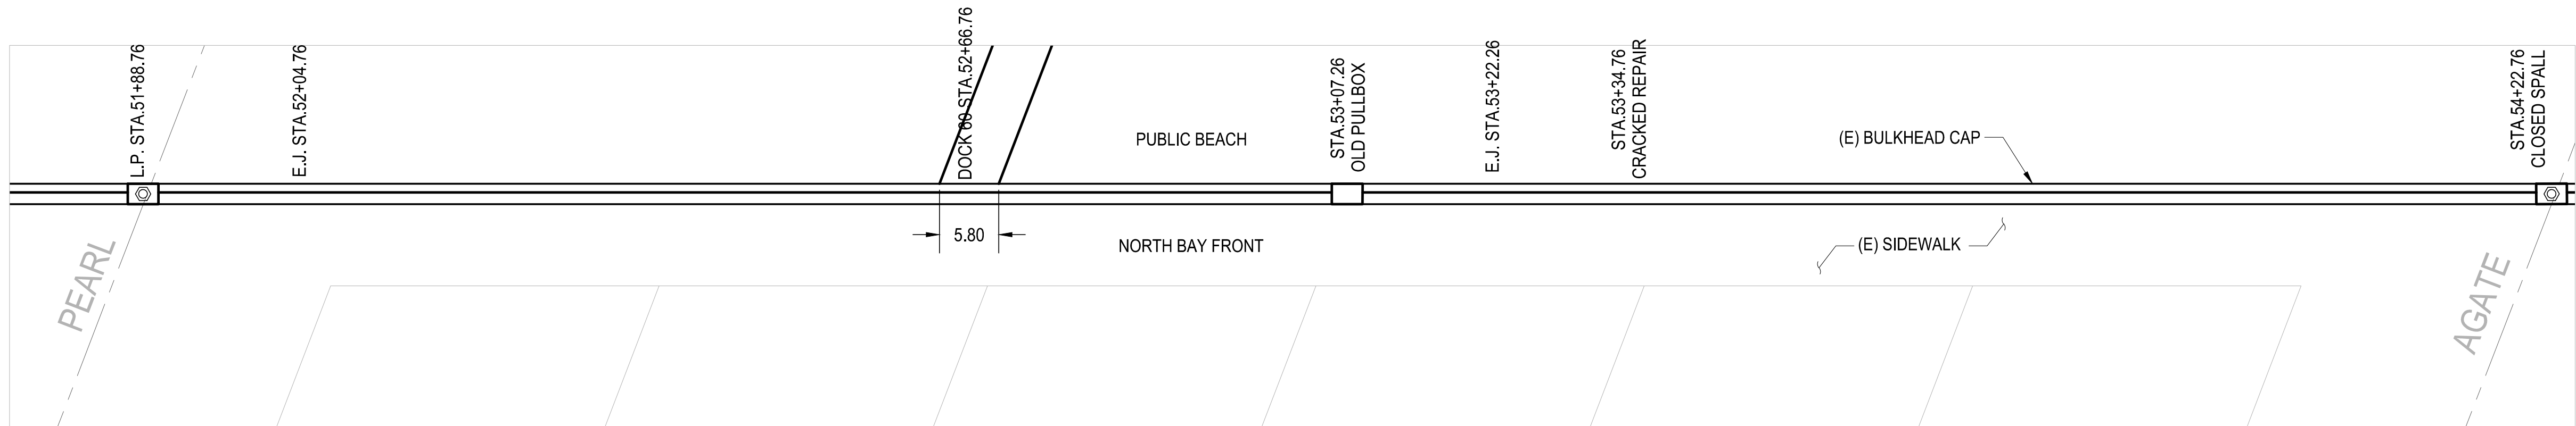 L.P. STA.51+88.76
E.J. STA.52+04.76
DOCK 60 STA.52+66.76
PUBLIC BEACH
STA.53+07.26
OLD PULLBOX
E.J. STA.53+22.26
STA.53+34.76
CRACKED REPAIR
(E) BULKHEAD CAP
STA.54+22.76
CLOSED SPALL
5.80
NORTH BAY FRONT
(E) SIDEWALK
PEARL
AGATE